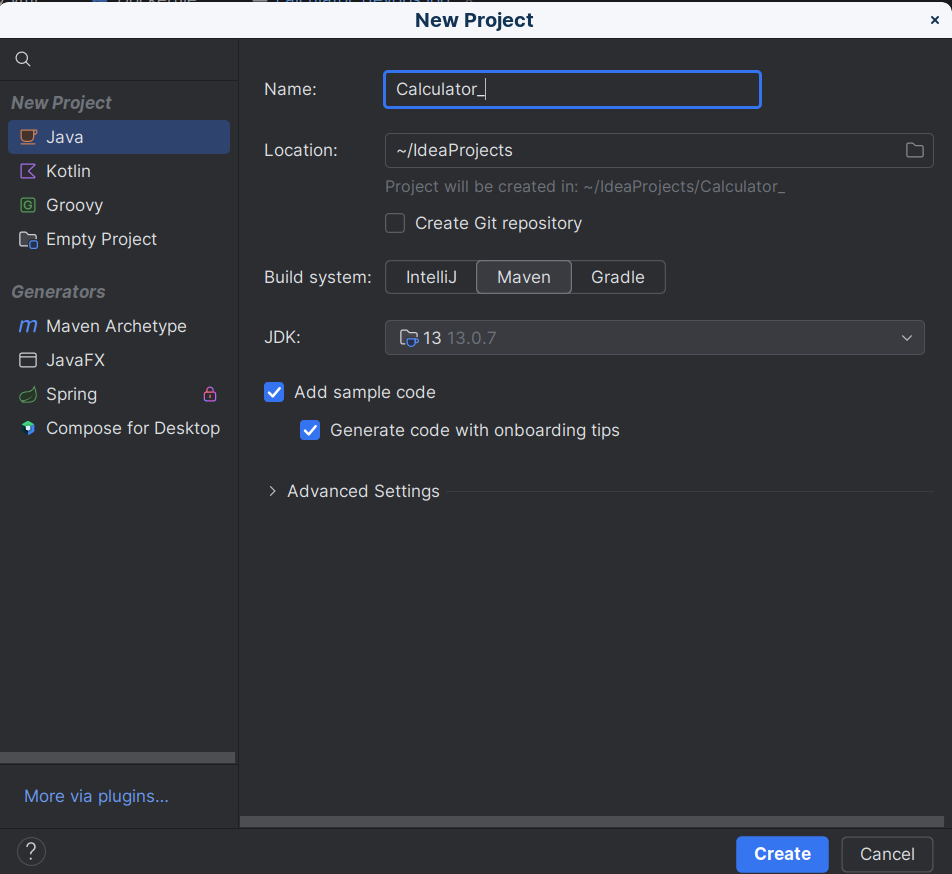 New Project
×
New Project
Java
Kotlin
Groovy
Empty Project
Generators
Maven Archetype
JavaFX
Spring
Compose for Desktop
More via plugins...
Name: Calculator_
Location: ~/IdeaProjects
Project will be created in: ~/IdeaProjects/Calculator_
Create Git repository
Build system: IntelliJ Maven Gradle
JDK: 13 13.0.7
Add sample code
Generate code with onboarding tips
Advanced Settings
?
Create Cancel